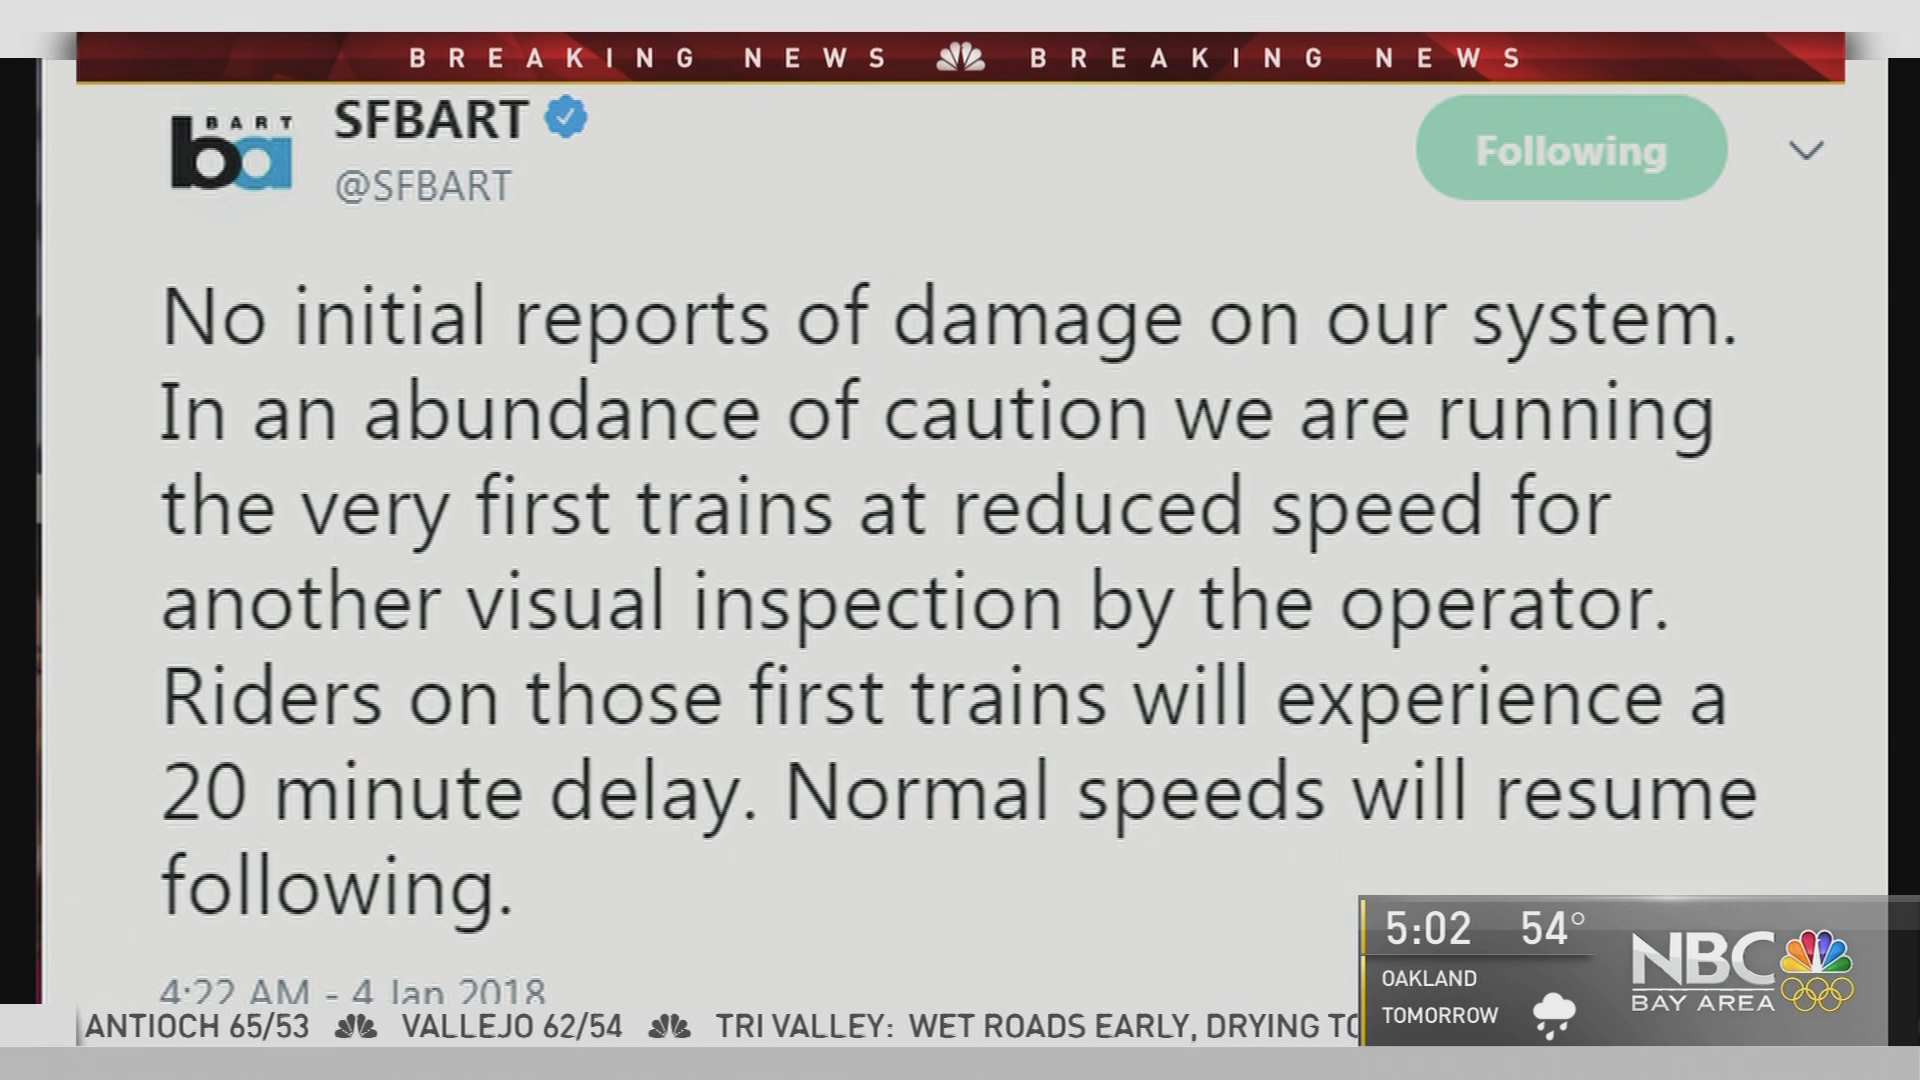 BREAKING NEWS BREAKING NEWS
BART
ba
SFBART
@SFBART
Following
No initial reports of damage on our system.
In an abundance of caution we are running
the very first trains at reduced speed for
another visual inspection by the operator.
Riders on those first trains will experience a
20 minute delay. Normal speeds will resume
following.
4:22 AM - 4 Jan 2018
5:02 54°
OAKLAND
TOMORROW
NBC
BAY AREA
ANTIOCH 65/53 VALLEJO 62/54 TRI VALLEY: WET ROADS EARLY, DRYING TO